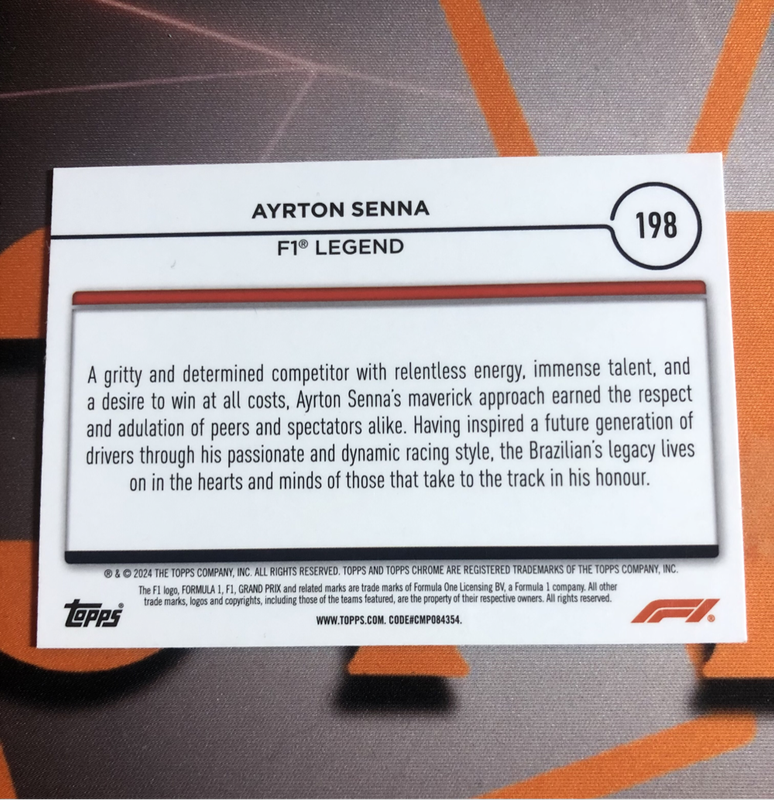 AYRTON SENNA
198
F1® LEGEND
A gritty and determined competitor with relentless energy, immense talent, and
a desire to win at all costs, Ayrton Senna's maverick approach earned the respect
and adulation of peers and spectators alike. Having inspired a future generation of
drivers through his passionate and dynamic racing style, the Brazilian's legacy lives
on in the hearts and minds of those that take to the track in his honour.
® & © 2024 THE TOPPS COMPANY, INC. ALL RIGHTS RESERVED. TOPPS AND TOPPS CHROME ARE REGISTERED TRADEMARKS OF THE TOPPS COMPANY, INC.
The F1 logo, FORMULA 1, F1, GRAND PRIX and related marks are trade marks of Formula One Licensing BV, a Formula 1 company. All other
trade marks, logos and copyrights, including those of the teams featured, are the property of their respective owners. All rights reserved.
topps®
WWW.TOPPS.COM. CODE#CMP084354.
F1®